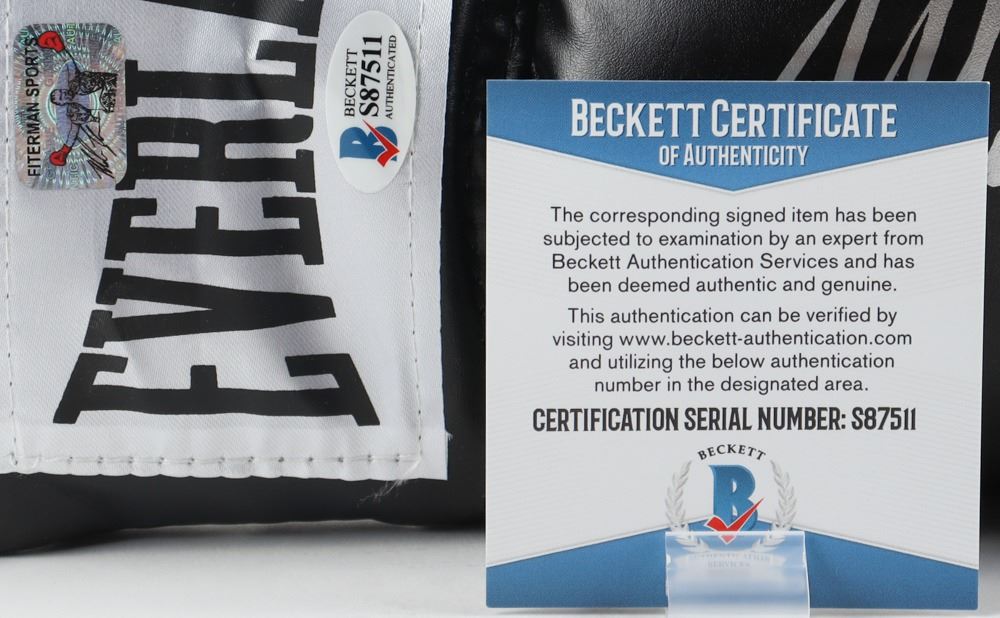 FITERMAN SPORTS
EVERL
BECKETT
S87511
AUTHENTICATED
B
BECKETT CERTIFICATE
OF AUTHENTICITY
The corresponding signed item has been
subjected to examination by an expert from
Beckett Authentication Services and has
been deemed authentic and genuine.
This authentication can be verified by
visiting www.beckett-authentication.com
and utilizing the below authentication
number in the designated area.
CERTIFICATION SERIAL NUMBER: S87511
BECKETT
B
AUTHENTICATION
SERVICES